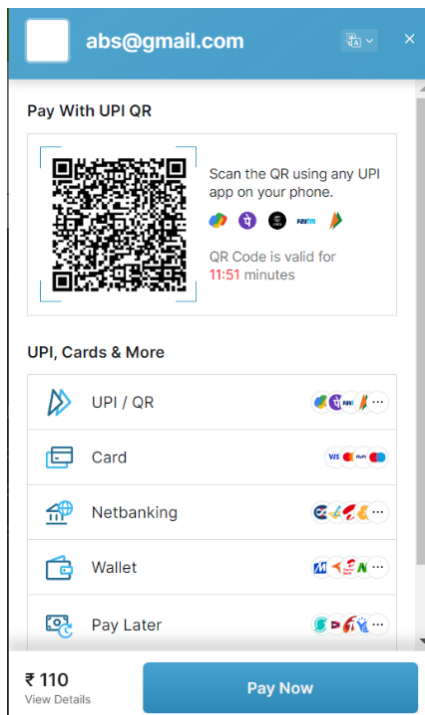 abs@gmail.com
Pay With UPI QR
Scan the QR using any UPI
app on your phone.
QR Code is valid for
11:51 minutes
UPI, Cards & More
UPI / QR
Card
VISA
Netbanking
Wallet
Pay Later
₹ 110
View Details
Pay Now